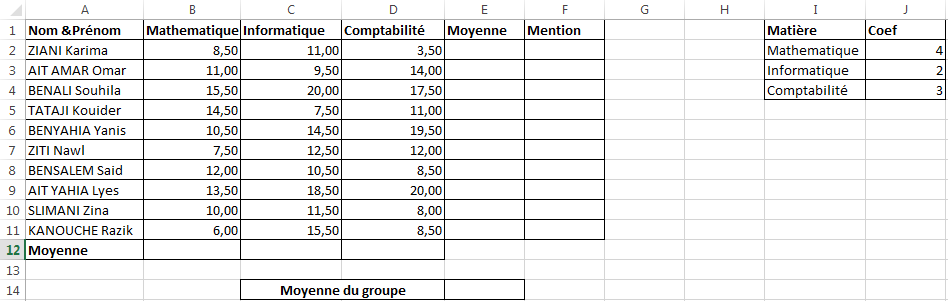 A B C D E F G H I J
1 Nom &Prénom Mathematique Informatique Comptabilité Moyenne Mention Matière Coef
2 ZIANI Karima 8,50 11,00 3,50 Mathematique 4
3 AIT AMAR Omar 11,00 9,50 14,00 Informatique 2
4 BENALI Souhila 15,50 20,00 17,50 Comptabilité 3
5 TATAJI Kouider 14,50 7,50 11,00
6 BENYAHIA Yanis 10,50 14,50 19,50
7 ZITI Nawl 7,50 12,50 12,00
8 BENSALEM Said 12,00 10,50 8,50
9 AIT YAHIA Lyes 13,50 18,50 20,00
10 SLIMANI Zina 10,00 11,50 8,00
11 KANOUCHE Razik 6,00 15,50 8,50
12 Moyenne
13
14 Moyenne du groupe